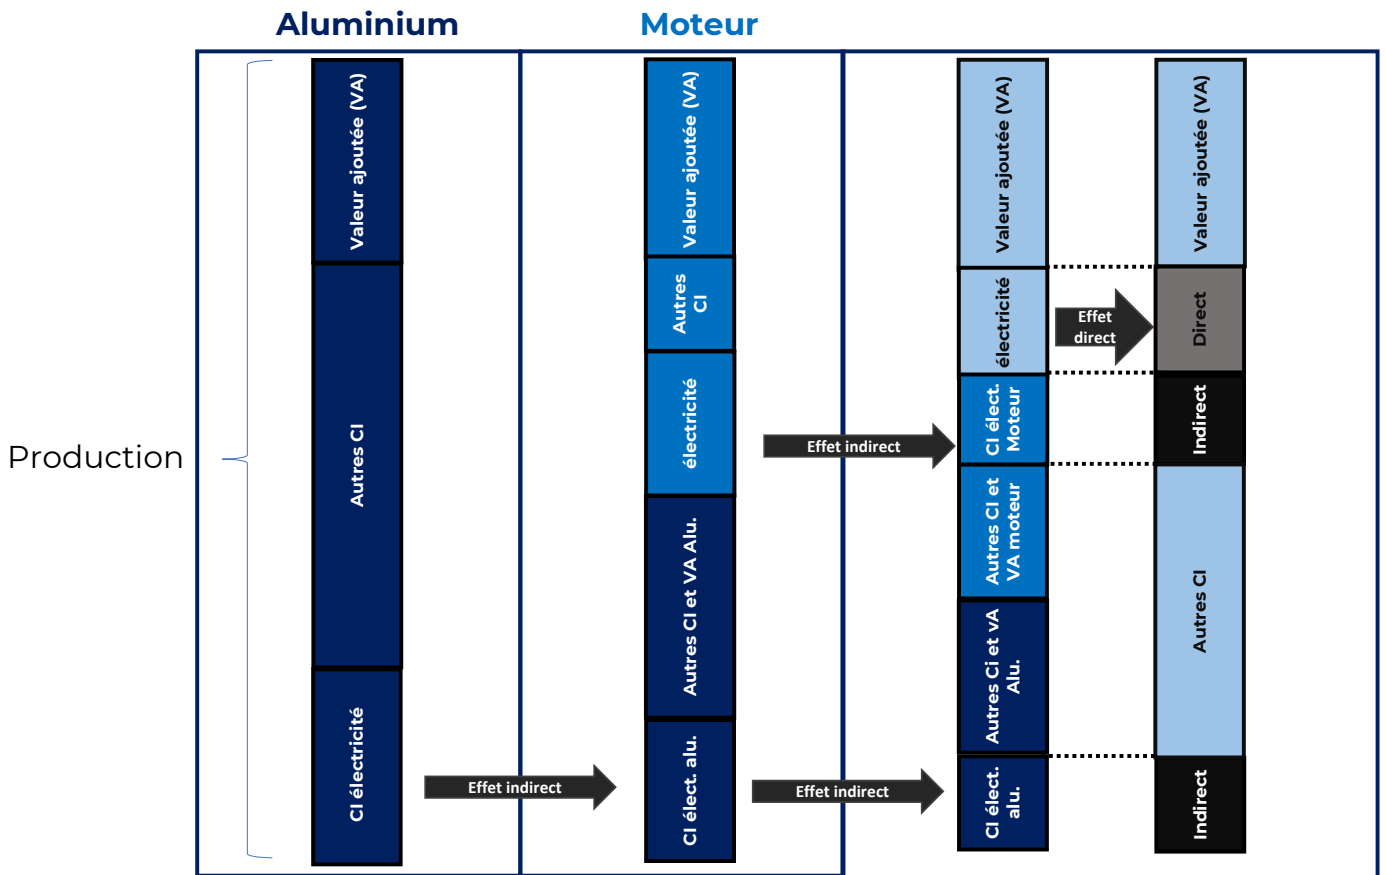 Aluminium
Moteur
Production
Valeur ajoutée (VA)
Autres CI
CI électricité
Effet indirect
Valeur ajoutée (VA)
Autres
CI
électricité
Autres CI et VA Alu.
CI élect. alu.
Effet indirect
Effet indirect
Valeur ajoutée (VA)
électricité
CI élect.
Moteur
Autres CI et
VA moteur
Autres Ci et vA
Alu.
CI élect.
alu.
Effet
direct
Valeur ajoutée (VA)
Direct
Indirect
Autres CI
Indirect